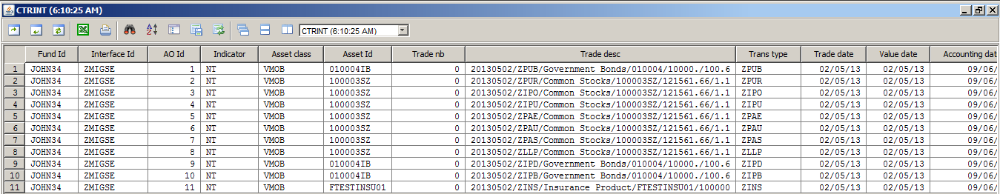 CTRINT (6:10:25 AM)
CTRINT (6:10:25 AM)
Fund Id Interface Id AO Id Indicator Asset class Asset Id Trade nb Trade desc Trans type Trade date Value date Accounting dat
1 JOHN34 ZMIGSE 1 NT VMOB 010004IB 0 20130502/ZPUB/Government Bonds/010004/10000./100.6 ZPUB 02/05/13 02/05/13 09/06/
2 JOHN34 ZMIGSE 2 NT VMOB 100003SZ 0 20130502/ZPUR/Common Stocks/100003SZ/121561.66/1.1 ZPUR 02/05/13 02/05/13 09/06/
3 JOHN34 ZMIGSE 3 NT VMOB 100003SZ 0 20130502/ZIPO/Common Stocks/100003SZ/121561.66/1.1 ZIPO 02/05/13 02/05/13 09/06/
4 JOHN34 ZMIGSE 4 NT VMOB 100003SZ 0 20130502/ZIPU/Common Stocks/100003SZ/121561.66/1.1 ZIPU 02/05/13 02/05/13 09/06/
5 JOHN34 ZMIGSE 5 NT VMOB 100003SZ 0 20130502/ZPAE/Common Stocks/100003SZ/121561.66/1.1 ZPAE 02/05/13 02/05/13 09/06/
6 JOHN34 ZMIGSE 6 NT VMOB 100003SZ 0 20130502/ZPAU/Common Stocks/100003SZ/121561.66/1.1 ZPAU 02/05/13 02/05/13 09/06/
7 JOHN34 ZMIGSE 7 NT VMOB 100003SZ 0 20130502/ZPAS/Common Stocks/100003SZ/121561.66/1.1 ZPAS 02/05/13 02/05/13 09/06/
8 JOHN34 ZMIGSE 8 NT VMOB 100003SZ 0 20130502/ZLLP/Common Stocks/100003SZ/121561.66/1.1 ZLLP 02/05/13 02/05/13 09/06/
9 JOHN34 ZMIGSE 9 NT VMOB 010004IB 0 20130502/ZIPD/Government Bonds/010004/10000./100.6 ZIPD 02/05/13 02/05/13 09/06/
10 JOHN34 ZMIGSE 10 NT VMOB 010004IB 0 20130502/ZIPB/Government Bonds/010004/10000./100.6 ZIPB 02/05/13 02/05/13 09/06/
11 JOHN34 ZMIGSE 11 NT VMOB FTESTINSU01 0 20130502/ZINS/Insurance Product/FTESTINSU01/100000 ZINS 02/05/13 02/05/13 09/06/